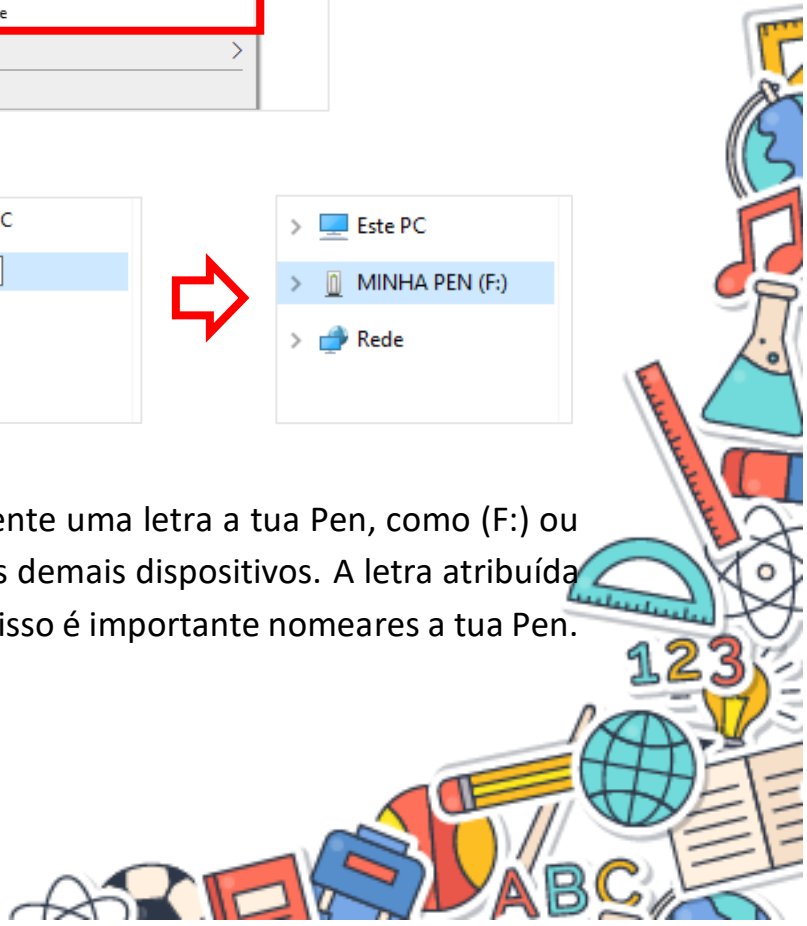 e
C
Este PC
MINHA PEN (F:)
Rede
ente uma letra a tua Pen, como (F:) ou
s demais dispositivos. A letra atribuída
isso é importante nomeares a tua Pen.
123
ABC